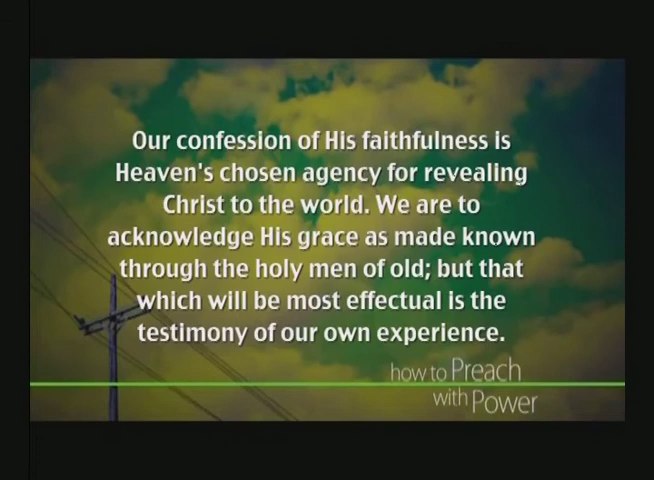 Our confession of His faithfulness is
Heaven's chosen agency for revealing
Christ to the world. We are to
acknowledge His grace as made known
through the holy men of old; but that
which will be most effectual is the
testimony of our own experience.
how to Preach
with Power